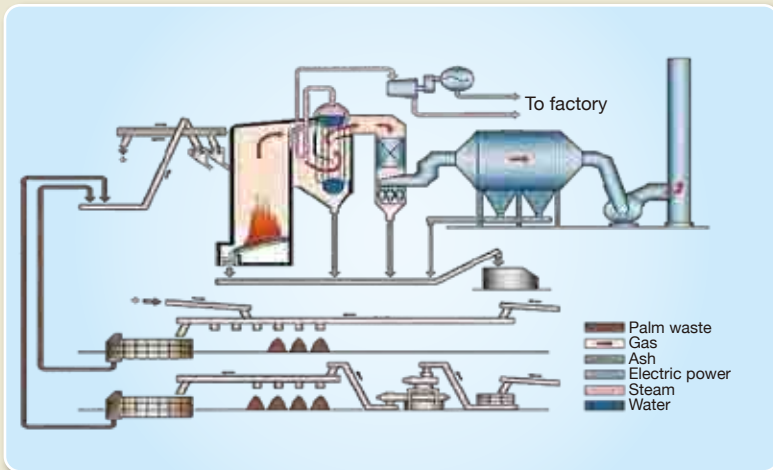 To factory
Palm waste
Gas
Ash
Electric power
Steam
Water